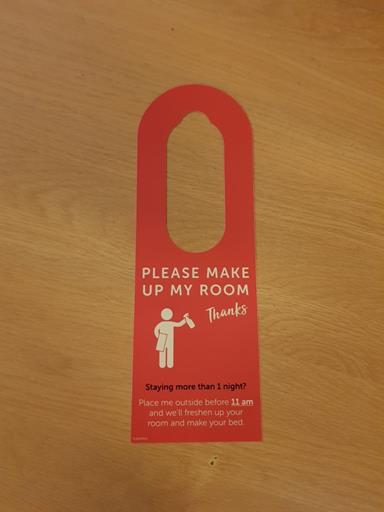 PLEASE MAKE
UP MY ROOM
Thanks
Staying more than 1 night?
Place me outside before 11 am
and we'll freshen up your
room and make your bed.